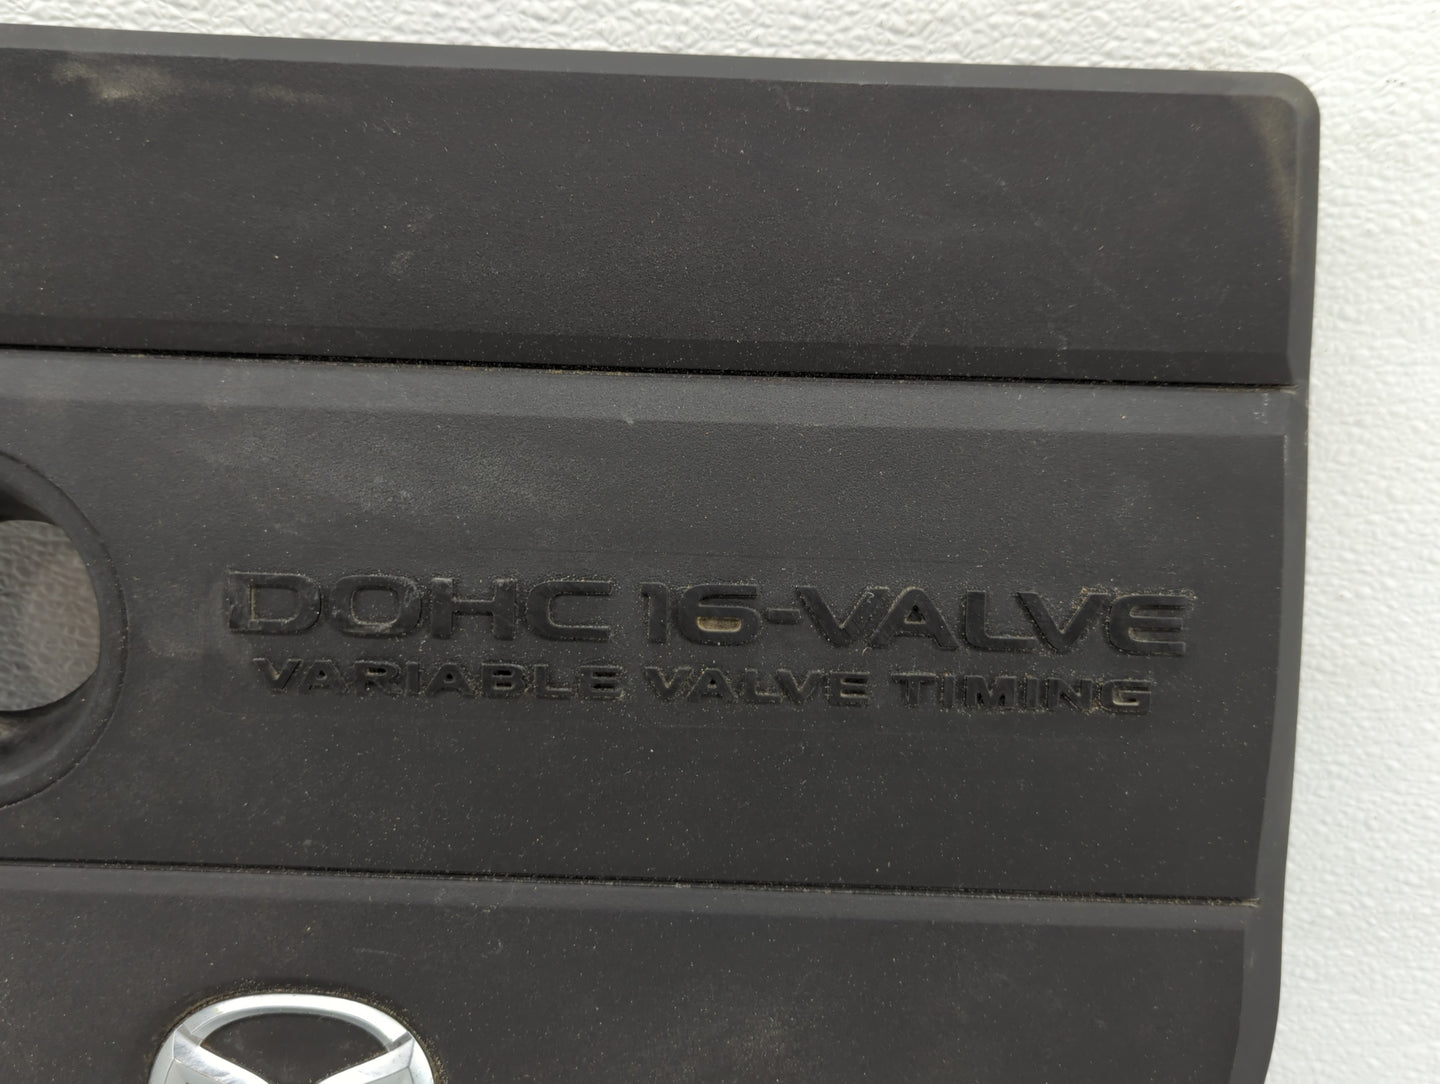 DOHC 16-VALVE
VARIABLE VALVE TIMING